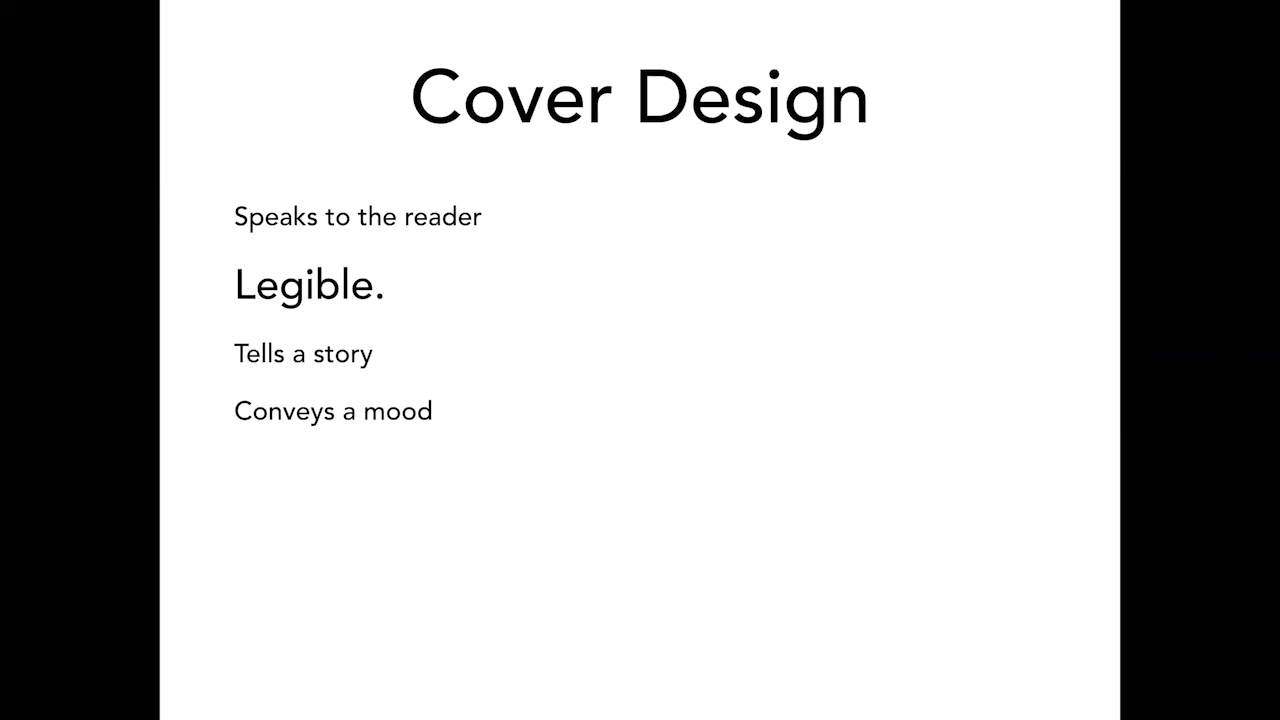 Cover Design
Speaks to the reader
Legible.
Tells a story
Conveys a mood